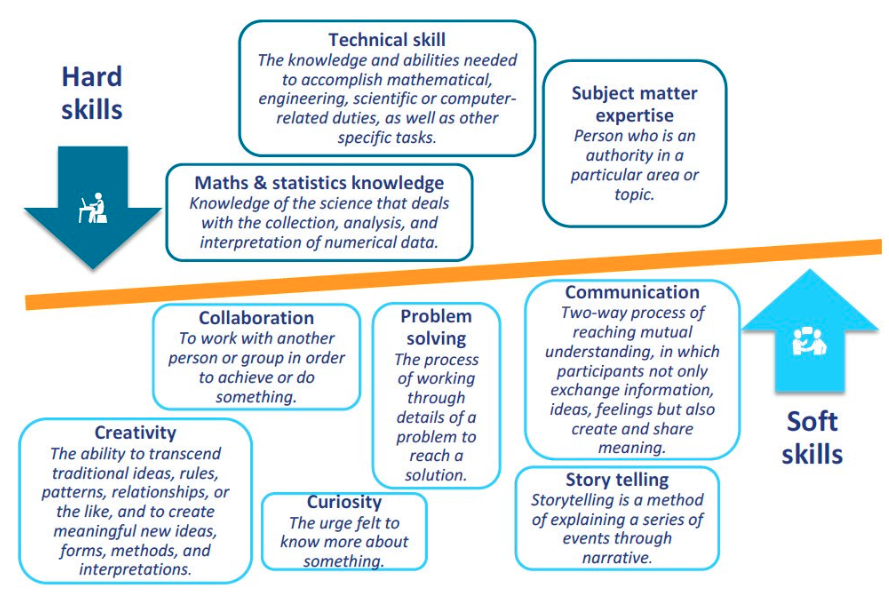 Hard
skills
Technical skill
The knowledge and abilities needed
to accomplish mathematical,
engineering, scientific or computer-
related duties, as well as other
specific tasks.
Subject matter
expertise
Person who is an
authority in a
particular area or
topic.
Maths & statistics knowledge
Knowledge of the science that deals
with the collection, analysis, and
interpretation of numerical data.
Collaboration
To work with another
person or group in order
to achieve or do
something.
Problem
solving
The process
of working
through
details of a
problem to
reach a
solution.
Communication
Two-way process of
reaching mutual
understanding, in which
participants not only
exchange information,
ideas, feelings but also
create and share
meaning.
Soft
skills
Creativity
The ability to transcend
traditional ideas, rules,
patterns, relationships, or
the like, and to create
meaningful new ideas,
forms, methods, and
interpretations.
Curiosity
The urge felt to
know more about
something.
Story telling
Storytelling is a method
of explaining a series of
events through
narrative.